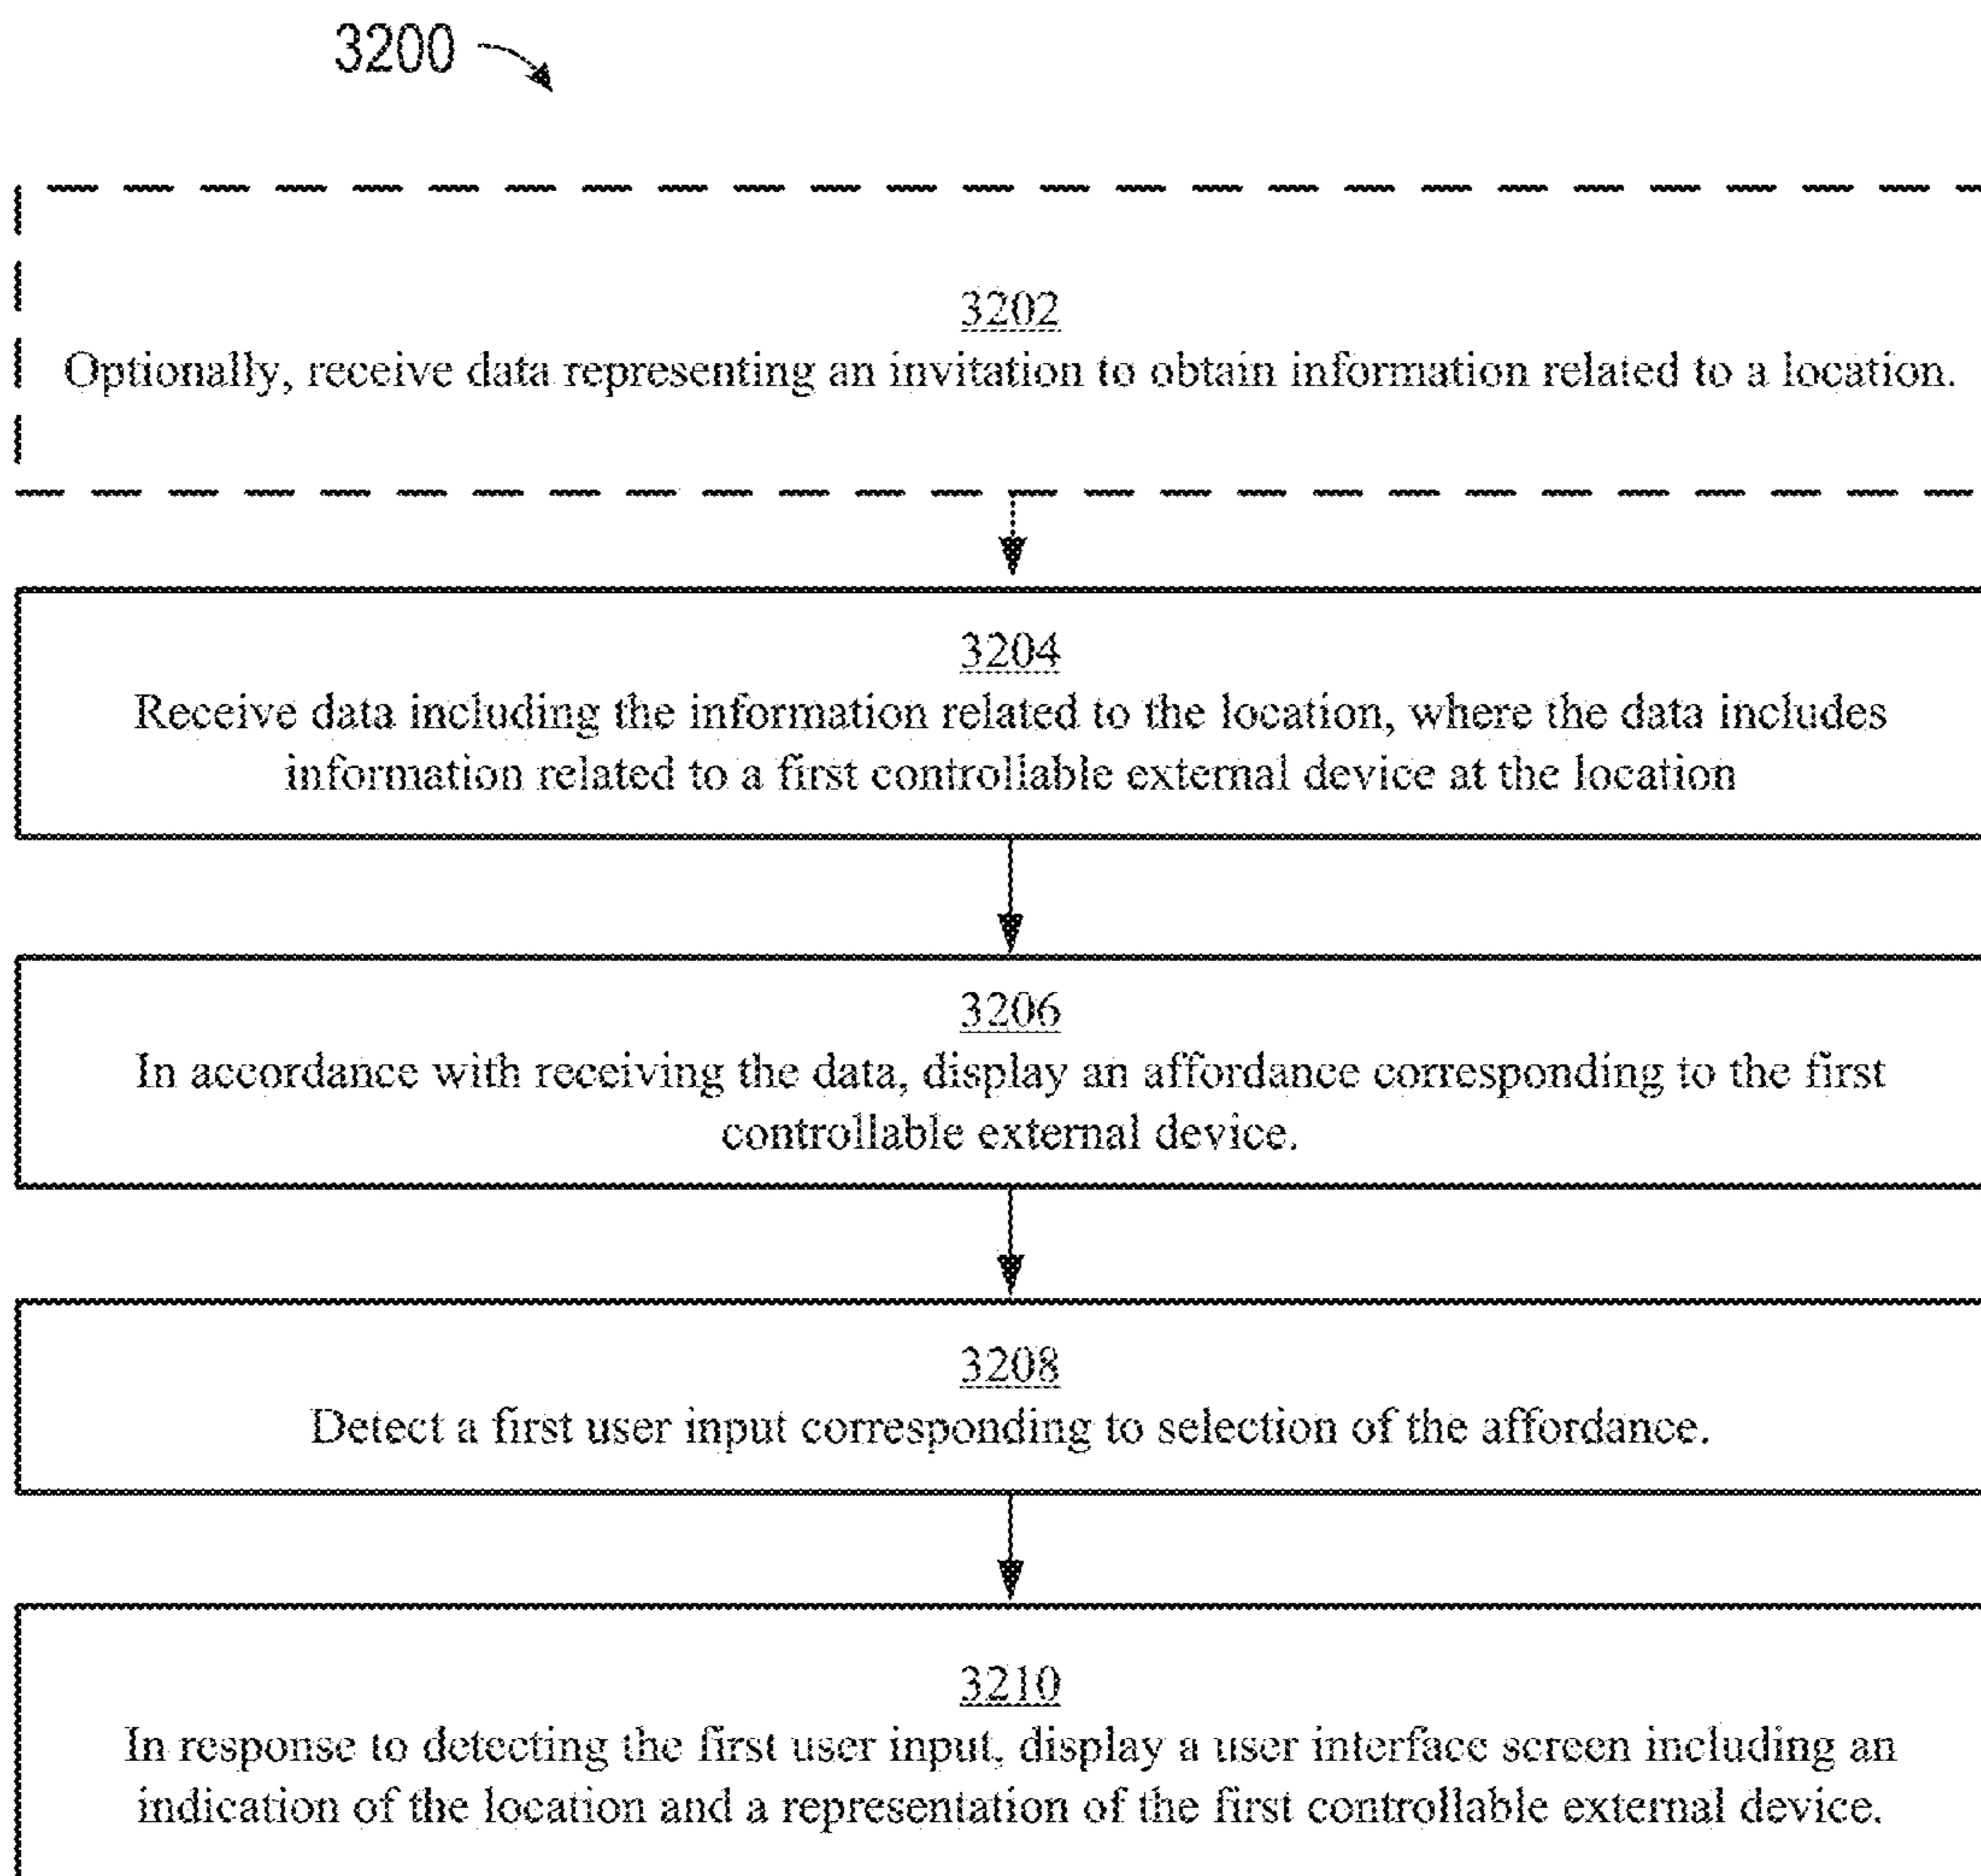 3200
3202
Optionally, receive data representing an invitation to obtain information related to a location.
3204
Receive data including the information related to the location, where the data includes
information related to a first controllable external device at the location
3206
In accordance with receiving the data, display an affordance corresponding to the first
controllable external device.
3208
Detect a first user input corresponding to selection of the affordance.
3210
In response to detecting the first user input, display a user interface screen including an
indication of the location and a representation of the first controllable external device.